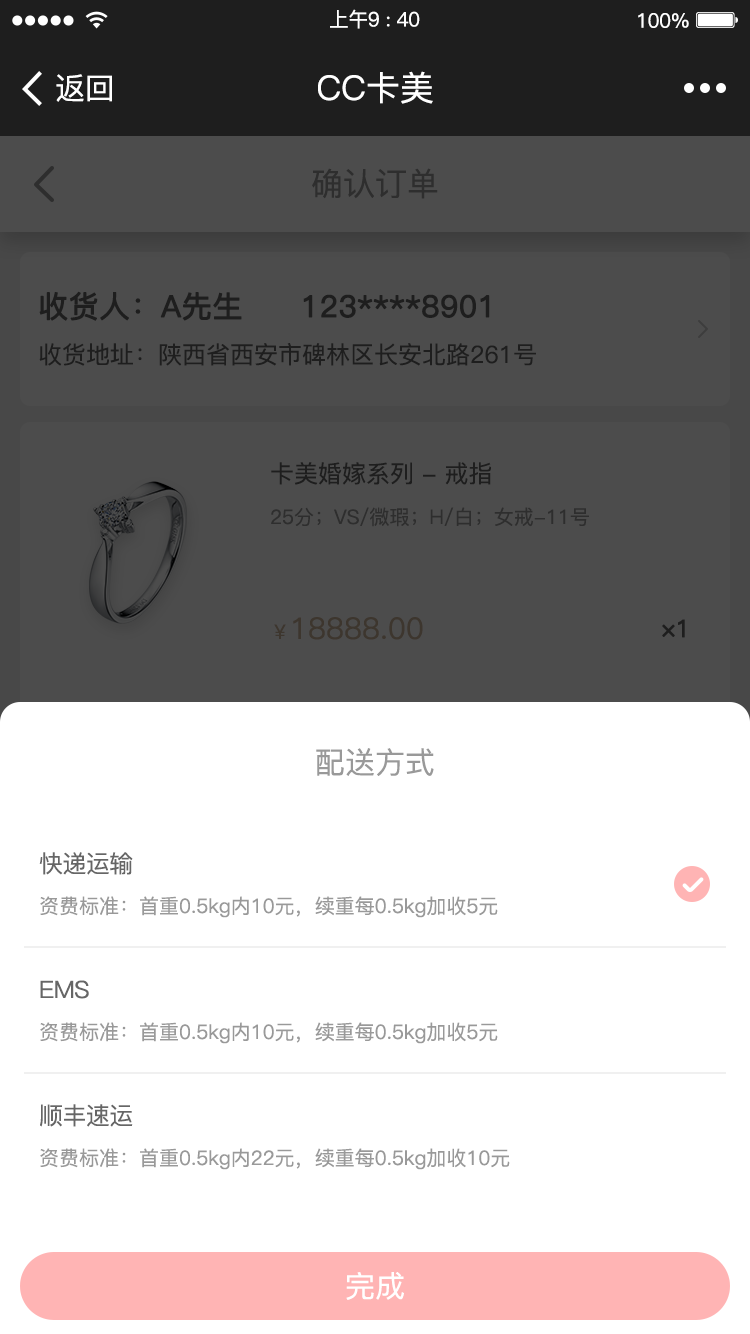 上午9 : 40
100%
返回
CC卡美
确认订单
收货人：A先生 123****8901
收货地址：陕西省西安市碑林区长安北路261号
卡美婚嫁系列 – 戒指
25分；VS/微瑕；H/白；女戒–11号
¥18888.00
×1
配送方式
快递运输
资费标准：首重0.5kg内10元，续重每0.5kg加收5元
EMS
资费标准：首重0.5kg内10元，续重每0.5kg加收5元
顺丰速运
资费标准：首重0.5kg内22元，续重每0.5kg加收10元
完成